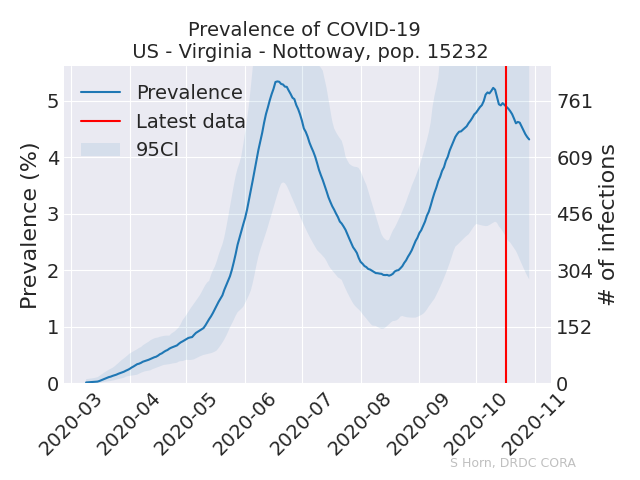 Prevalence of COVID-19
US - Virginia - Nottoway, pop. 15232
Prevalence
Latest data
95CI
Prevalence (%)
5
4
3
2
1
0
761
609
456
304
152
0
# of infections
2020-03
2020-04
2020-05
2020-06
2020-07
2020-08
2020-09
2020-10
2020-11
S Horn, DRDC CORA